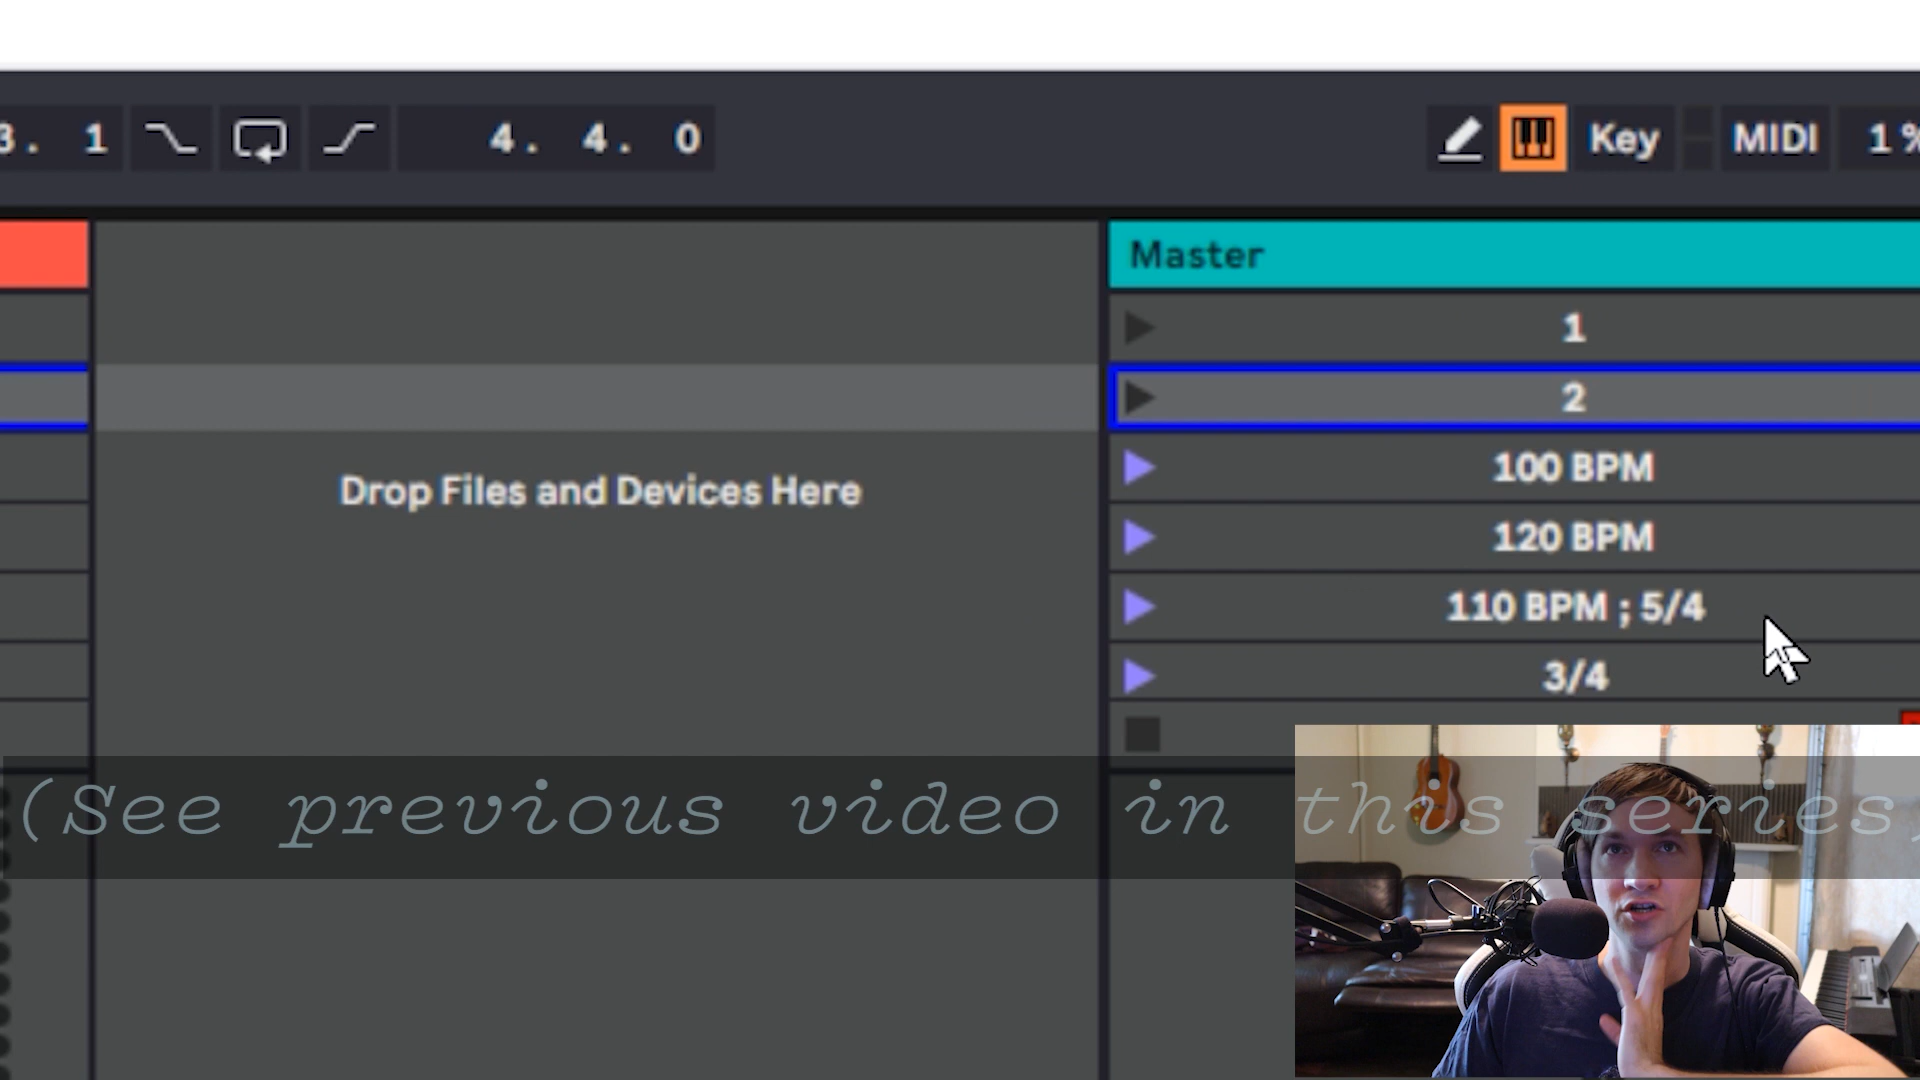 3. 1 4. 4. 0 Key MIDI 1 %
Master
1
2
100 BPM
Drop Files and Devices Here
120 BPM
110 BPM ; 5/4
3/4
(See previous video in this series)